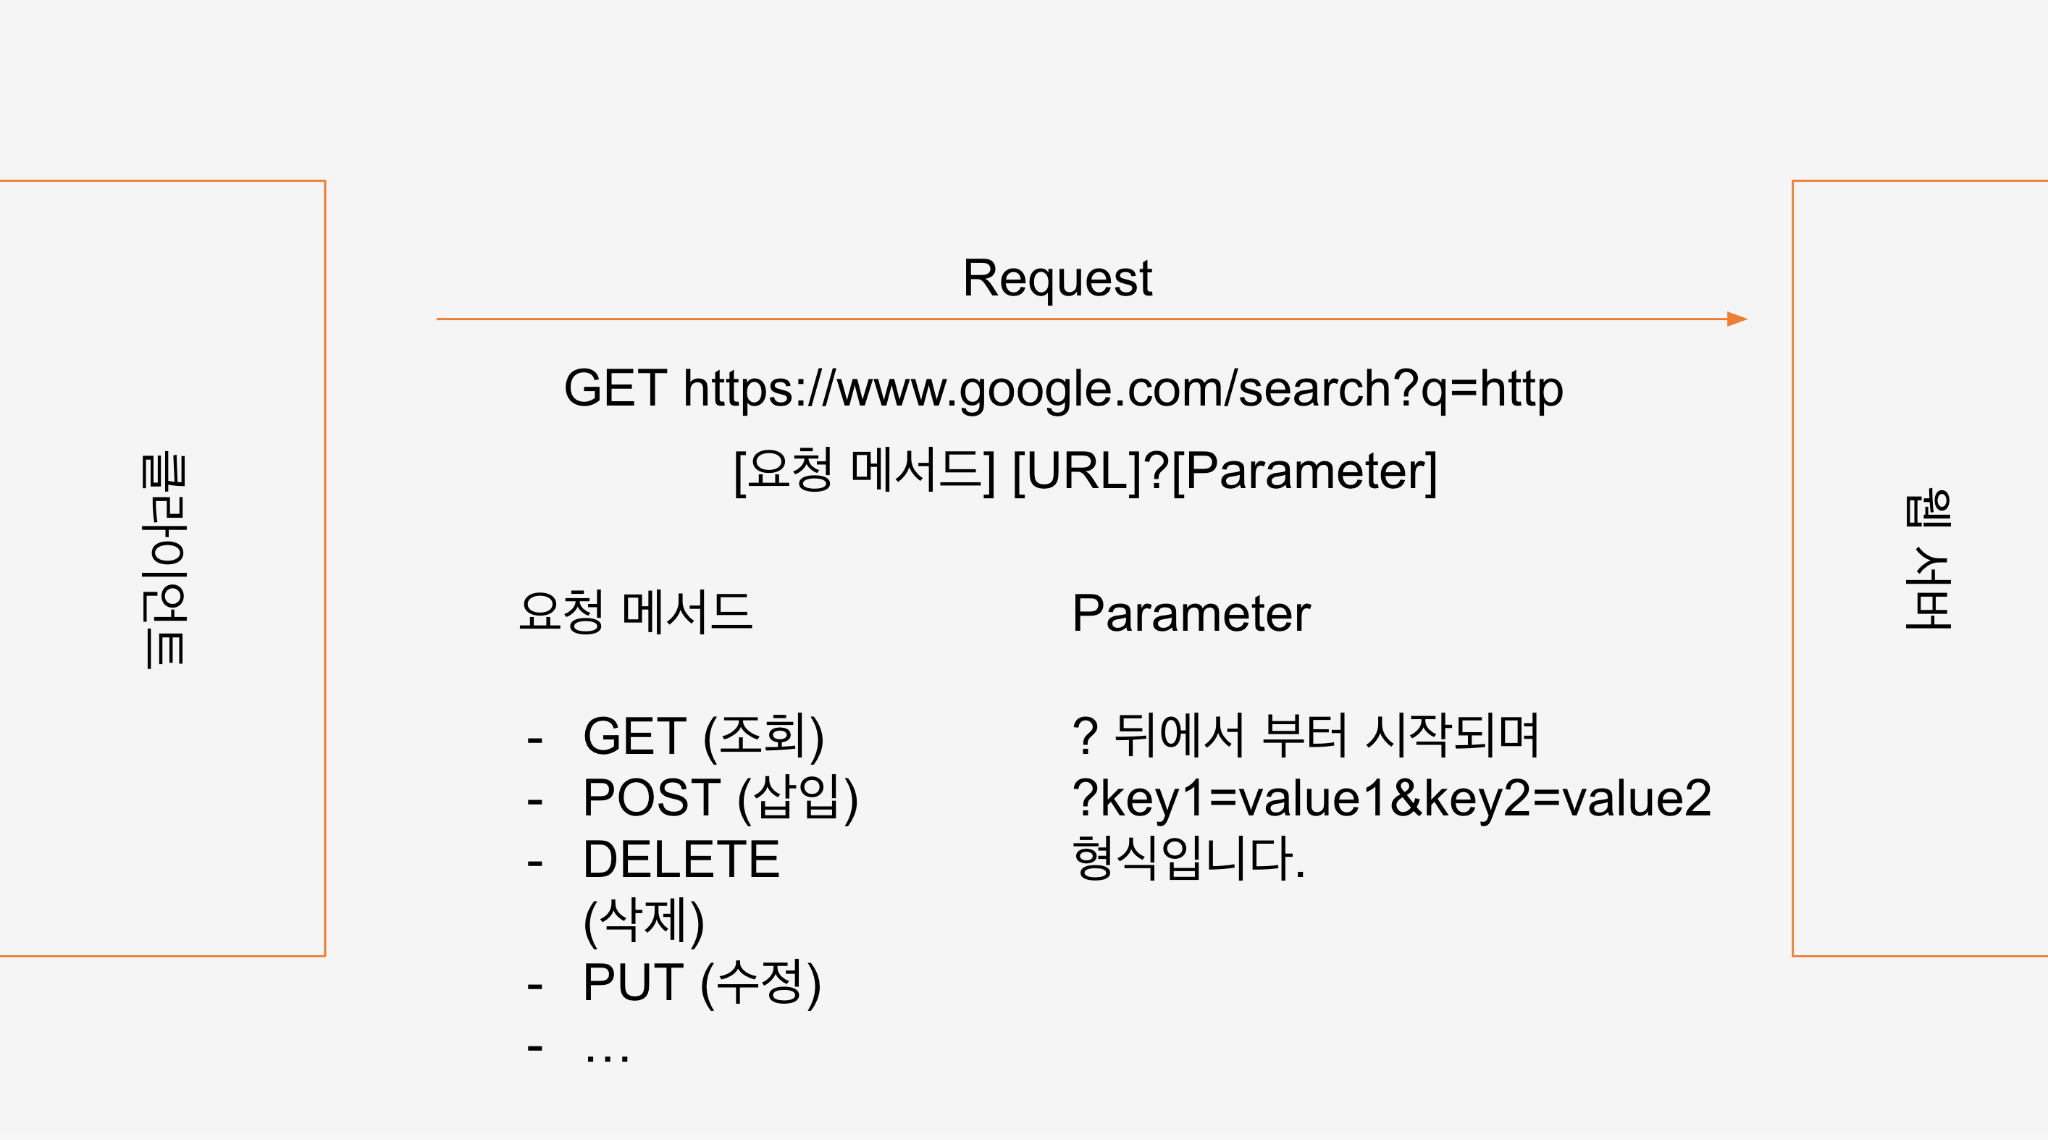 클라이언트
Request
GET https://www.google.com/search?q=http
[요청 메서드] [URL]?[Parameter]
요청 메서드
- GET (조회)
- POST (삽입)
- DELETE
(삭제)
- PUT (수정)
- …
Parameter
? 뒤에서 부터 시작되며
?key1=value1&key2=value2
형식입니다.
웹 서버